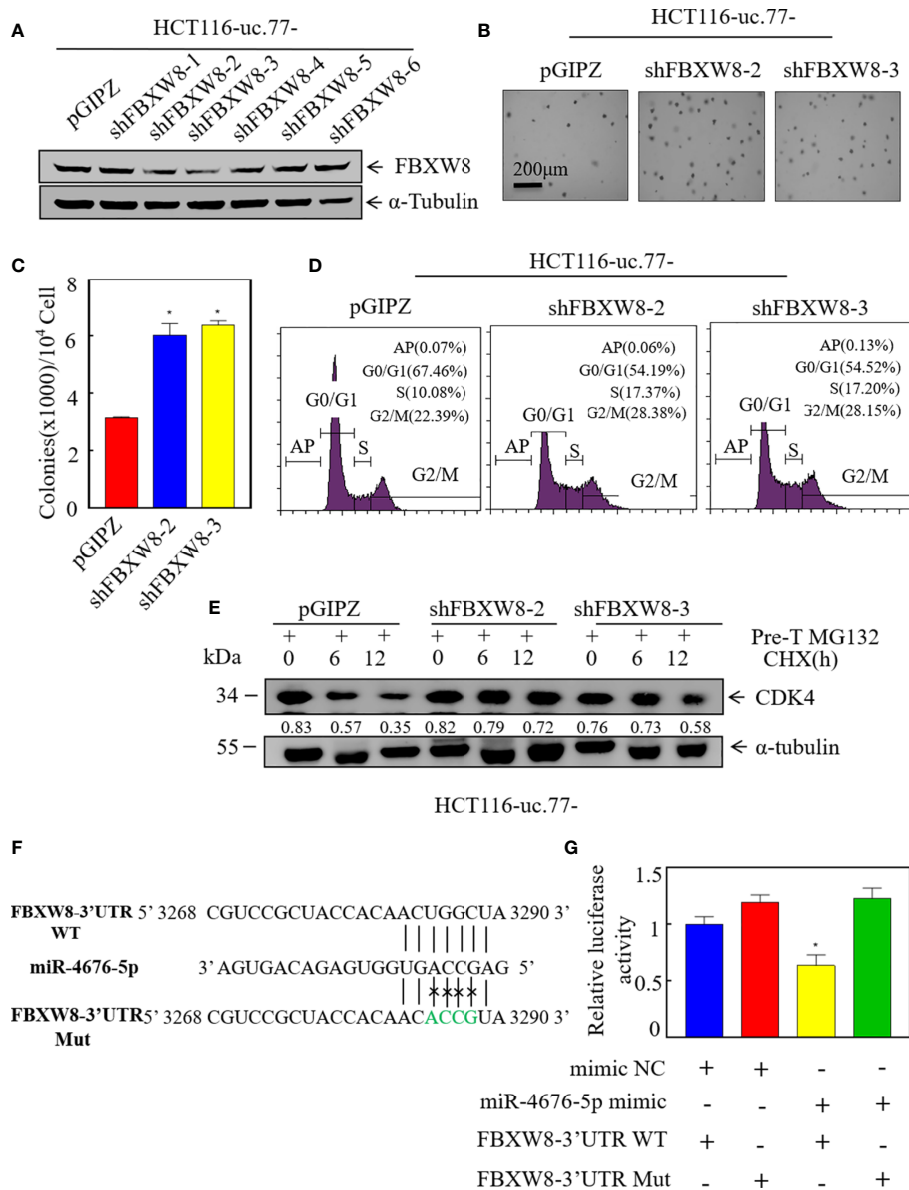 A
HCT116-uc.77-
pGIPZ
shFBXW8-1
shFBXW8-2
shFBXW8-3
shFBXW8-4
shFBXW8-5
shFBXW8-6
← FBXW8
← α-Tubulin
B
HCT116-uc.77-
pGIPZ shFBXW8-2 shFBXW8-3
200μm
C
Colonies(x1000)/10⁴ Cell
8
6
4
2
0
*
*
pGIPZ
shFBXW8-2
shFBXW8-3
D
HCT116-uc.77-
pGIPZ
AP(0.07%)
G0/G1(67.46%)
S(10.08%)
G2/M(22.39%)
G0/G1
AP
S
G2/M
shFBXW8-2
AP(0.06%)
G0/G1(54.19%)
S(17.37%)
G2/M(28.38%)
G0/G1
AP
S
G2/M
shFBXW8-3
AP(0.13%)
G0/G1(54.52%)
S(17.20%)
G2/M(28.15%)
G0/G1
AP
S
G2/M
E
pGIPZ shFBXW8-2 shFBXW8-3
+ + + + + + + + + Pre-T MG132
kDa 0 6 12 0 6 12 0 6 12 CHX(h)
34 ← CDK4
0.83 0.57 0.35 0.82 0.79 0.72 0.76 0.73 0.58
55 ← α-tubulin
HCT116-uc.77-
F
FBXW8-3'UTR 5' 3268 CGUCCGCUACCACAACUGGCUA 3290 3'
WT
miR-4676-5p 3' AGUGACAGAGUGGUGACCGAG 5'
FBXW8-3'UTR 5' 3268 CGUCCGCUACCACAACACCGUA 3290 3'
Mut
G
Relative luciferase
activity
1.5
1
0.5
0
*
mimic NC + + - -
miR-4676-5p mimic - - + +
FBXW8-3'UTR WT + - + -
FBXW8-3'UTR Mut - + - +